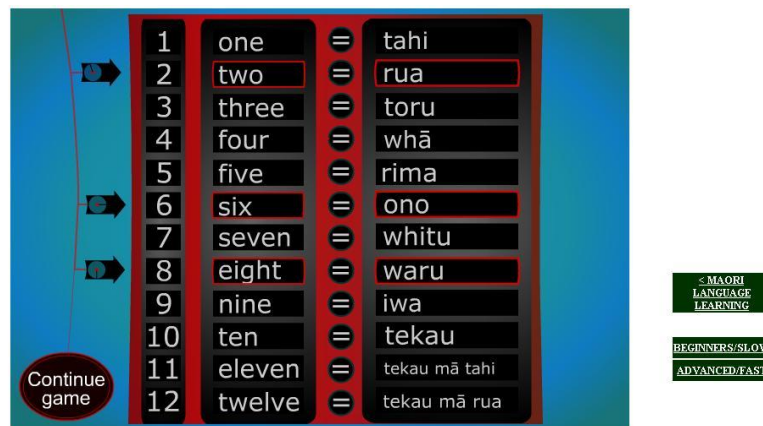 1 one = tahi
2 two = rua
3 three = toru
4 four = whā
5 five = rima
6 six = ono
7 seven = whitu
8 eight = waru
9 nine = iwa
10 ten = tekau
11 eleven = tekau mā tahi
12 twelve = tekau mā rua
Continue
game
< MAORI
LANGUAGE
LEARNING
BEGINNERS/SLOW
ADVANCED/FAST